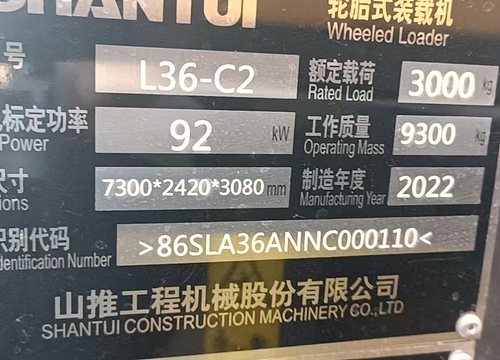 SHANTUI
轮胎式装载机
Wheeled Loader
号 L36-C2 额定载荷 3000 kg
Rated Load
标定功率 92 kW 工作质量 9300 kg
Power Operating Mass
尺寸 7300*2420*3080 mm 制造年度 2022
ions Manufacturing Year
识别代码 >86SLA36ANNC000110<
dentification Number
山推工程机械股份有限公司
SHANTUI CONSTRUCTION MACHINERY CO.,LTD